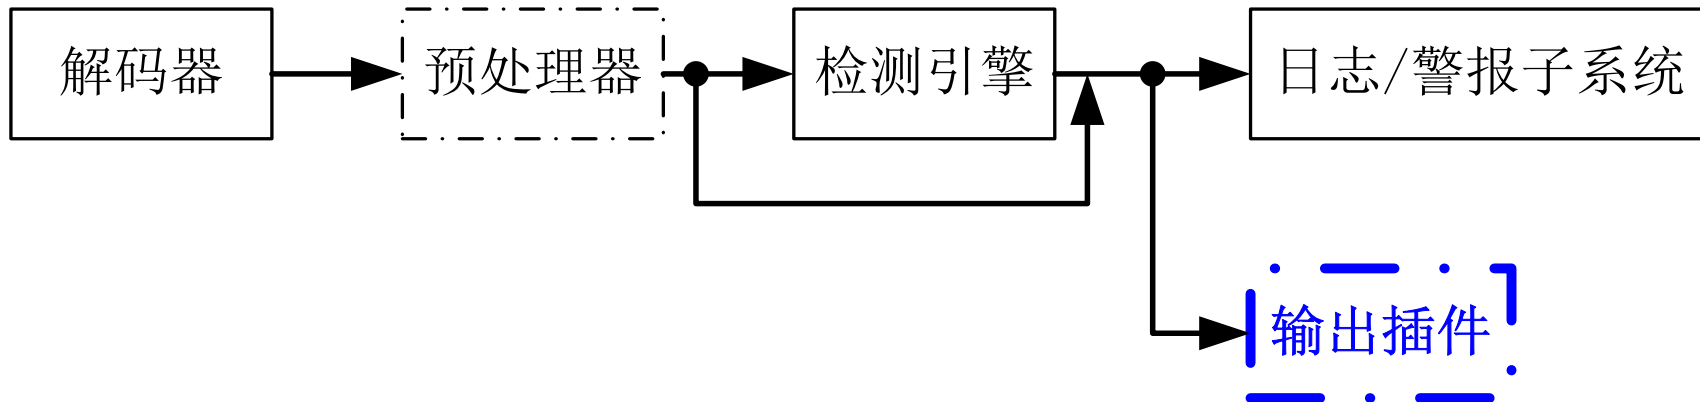 解码器
预处理器
检测引擎
日志/警报子系统
输出插件